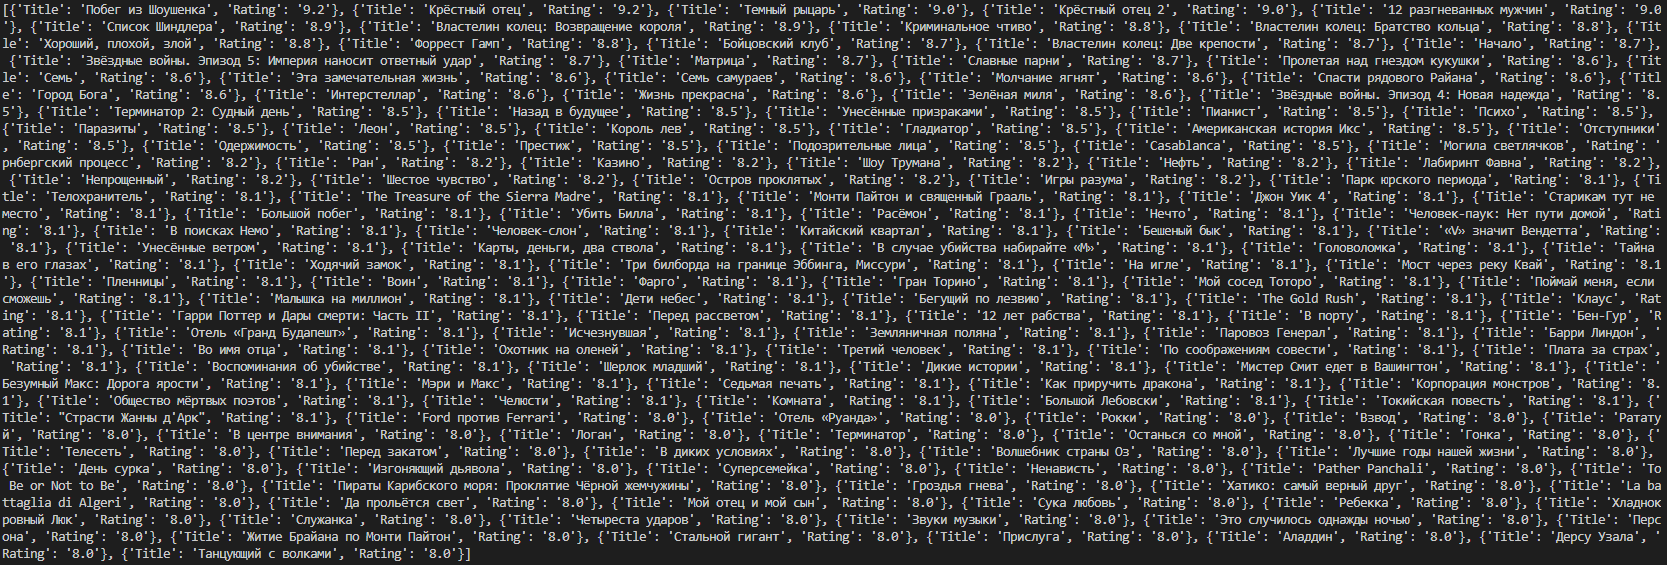 [{'Title': 'Побег из Шоушенка', 'Rating': '9.2'}, {'Title': 'Крёстный отец', 'Rating': '9.2'}, {'Title': 'Темный рыцарь', 'Rating': '9.0'}, {'Title': 'Крёстный отец 2', 'Rating': '9.0'}, {'Title': '12 разгневанных мужчин', 'Rating': '9.0'
}, {'Title': 'Список Шиндлера', 'Rating': '8.9'}, {'Title': 'Властелин колец: Возвращение короля', 'Rating': '8.9'}, {'Title': 'Криминальное чтиво', 'Rating': '8.8'}, {'Title': 'Властелин колец: Братство кольца', 'Rating': '8.8'}, {'Tit
le': 'Хороший, плохой, злой', 'Rating': '8.8'}, {'Title': 'Форрест Гамп', 'Rating': '8.8'}, {'Title': 'Бойцовский клуб', 'Rating': '8.7'}, {'Title': 'Властелин колец: Две крепости', 'Rating': '8.7'}, {'Title': 'Начало', 'Rating': '8.7'},
{'Title': 'Звёздные войны. Эпизод 5: Империя наносит ответный удар', 'Rating': '8.7'}, {'Title': 'Матрица', 'Rating': '8.7'}, {'Title': 'Славные парни', 'Rating': '8.7'}, {'Title': 'Пролетая над гнездом кукушки', 'Rating': '8.6'}, {'Tit
le': 'Семь', 'Rating': '8.6'}, {'Title': 'Эта замечательная жизнь', 'Rating': '8.6'}, {'Title': 'Семь самураев', 'Rating': '8.6'}, {'Title': 'Молчание ягнят', 'Rating': '8.6'}, {'Title': 'Спасти рядового Райана', 'Rating': '8.6'}, {'Titl
e': 'Город Бога', 'Rating': '8.6'}, {'Title': 'Интерстеллар', 'Rating': '8.6'}, {'Title': 'Жизнь прекрасна', 'Rating': '8.6'}, {'Title': 'Зелёная миля', 'Rating': '8.6'}, {'Title': 'Звёздные войны. Эпизод 4: Новая надежда', 'Rating': '8.
5'}, {'Title': 'Терминатор 2: Судный день', 'Rating': '8.5'}, {'Title': 'Назад в будущее', 'Rating': '8.5'}, {'Title': 'Унесённые призраками', 'Rating': '8.5'}, {'Title': 'Пианист', 'Rating': '8.5'}, {'Title': 'Психо', 'Rating': '8.5'},
{'Title': 'Паразиты', 'Rating': '8.5'}, {'Title': 'Леон', 'Rating': '8.5'}, {'Title': 'Король лев', 'Rating': '8.5'}, {'Title': 'Гладиатор', 'Rating': '8.5'}, {'Title': 'Американская история Икс', 'Rating': '8.5'}, {'Title': 'Отступники'
, 'Rating': '8.5'}, {'Title': 'Одержимость', 'Rating': '8.5'}, {'Title': 'Престиж', 'Rating': '8.5'}, {'Title': 'Подозрительные лица', 'Rating': '8.5'}, {'Title': 'Casablanca', 'Rating': '8.5'}, {'Title': 'Могила светлячков', 'Rating': '
рнбергский процесс', 'Rating': '8.2'}, {'Title': 'Ран', 'Rating': '8.2'}, {'Title': 'Казино', 'Rating': '8.2'}, {'Title': 'Шоу Трумана', 'Rating': '8.2'}, {'Title': 'Нефть', 'Rating': '8.2'}, {'Title': 'Лабиринт Фавна', 'Rating': '8.2'},
{'Title': 'Непрощенный', 'Rating': '8.2'}, {'Title': 'Шестое чувство', 'Rating': '8.2'}, {'Title': 'Остров проклятых', 'Rating': '8.2'}, {'Title': 'Игры разума', 'Rating': '8.2'}, {'Title': 'Парк юрского периода', 'Rating': '8.1'}, {'Ti
tle': 'Телохранитель', 'Rating': '8.1'}, {'Title': 'The Treasure of the Sierra Madre', 'Rating': '8.1'}, {'Title': 'Монти Пайтон и священный Грааль', 'Rating': '8.1'}, {'Title': 'Джон Уик 4', 'Rating': '8.1'}, {'Title': 'Старикам тут не
место', 'Rating': '8.1'}, {'Title': 'Большой побег', 'Rating': '8.1'}, {'Title': 'Убить Билла', 'Rating': '8.1'}, {'Title': 'Расёмон', 'Rating': '8.1'}, {'Title': 'Нечто', 'Rating': '8.1'}, {'Title': 'Человек-паук: Нет пути домой', 'Rati
ng': '8.1'}, {'Title': 'В поисках Немо', 'Rating': '8.1'}, {'Title': 'Человек-слон', 'Rating': '8.1'}, {'Title': 'Китайский квартал', 'Rating': '8.1'}, {'Title': 'Бешеный бык', 'Rating': '8.1'}, {'Title': '«V» значит Вендетта', 'Rating':
'8.1'}, {'Title': 'Унесённые ветром', 'Rating': '8.1'}, {'Title': 'Карты, деньги, два ствола', 'Rating': '8.1'}, {'Title': 'В случае убийства набирайте «М»', 'Rating': '8.1'}, {'Title': 'Головоломка', 'Rating': '8.1'}, {'Title': 'Тайна
в его глазах', 'Rating': '8.1'}, {'Title': 'Ходячий замок', 'Rating': '8.1'}, {'Title': 'Три билборда на границе Эббинга, Миссури', 'Rating': '8.1'}, {'Title': 'На игле', 'Rating': '8.1'}, {'Title': 'Мост через реку Квай', 'Rating': '8.1
'}, {'Title': 'Пленницы', 'Rating': '8.1'}, {'Title': 'Воин', 'Rating': '8.1'}, {'Title': 'Фарго', 'Rating': '8.1'}, {'Title': 'Гран Торино', 'Rating': '8.1'}, {'Title': 'Мой сосед Тоторо', 'Rating': '8.1'}, {'Title': 'Поймай меня, если
сможешь', 'Rating': '8.1'}, {'Title': 'Малышка на миллион', 'Rating': '8.1'}, {'Title': 'Дети небес', 'Rating': '8.1'}, {'Title': 'Бегущий по лезвию', 'Rating': '8.1'}, {'Title': 'The Gold Rush', 'Rating': '8.1'}, {'Title': 'Клаус', 'Rat
ing': '8.1'}, {'Title': 'Гарри Поттер и Дары смерти: Часть II', 'Rating': '8.1'}, {'Title': 'Перед рассветом', 'Rating': '8.1'}, {'Title': '12 лет рабства', 'Rating': '8.1'}, {'Title': 'В порту', 'Rating': '8.1'}, {'Title': 'Бен-Гур', 'R
ating': '8.1'}, {'Title': 'Отель «Гранд Будапешт»', 'Rating': '8.1'}, {'Title': 'Исчезнувшая', 'Rating': '8.1'}, {'Title': 'Земляничная поляна', 'Rating': '8.1'}, {'Title': 'Паровоз Генерал', 'Rating': '8.1'}, {'Title': 'Барри Линдон', '
Rating': '8.1'}, {'Title': 'Во имя отца', 'Rating': '8.1'}, {'Title': 'Охотник на оленей', 'Rating': '8.1'}, {'Title': 'Третий человек', 'Rating': '8.1'}, {'Title': 'По соображениям совести', 'Rating': '8.1'}, {'Title': 'Плата за страх',
'Rating': '8.1'}, {'Title': 'Воспоминания об убийстве', 'Rating': '8.1'}, {'Title': 'Шерлок младший', 'Rating': '8.1'}, {'Title': 'Дикие истории', 'Rating': '8.1'}, {'Title': 'Мистер Смит едет в Вашингтон', 'Rating': '8.1'}, {'Title': '
Безумный Макс: Дорога ярости', 'Rating': '8.1'}, {'Title': 'Мэри и Макс', 'Rating': '8.1'}, {'Title': 'Седьмая печать', 'Rating': '8.1'}, {'Title': 'Как приручить дракона', 'Rating': '8.1'}, {'Title': 'Корпорация монстров', 'Rating': '8.
1'}, {'Title': 'Общество мёртвых поэтов', 'Rating': '8.1'}, {'Title': 'Челюсти', 'Rating': '8.1'}, {'Title': 'Комната', 'Rating': '8.1'}, {'Title': 'Большой Лебовски', 'Rating': '8.1'}, {'Title': 'Токийская повесть', 'Rating': '8.1'}, {'
Title': "Страсти Жанны д'Арк", 'Rating': '8.1'}, {'Title': 'Ford против Ferrari', 'Rating': '8.0'}, {'Title': 'Отель «Руанда»', 'Rating': '8.0'}, {'Title': 'Рокки', 'Rating': '8.0'}, {'Title': 'Взвод', 'Rating': '8.0'}, {'Title': 'Ратату
й', 'Rating': '8.0'}, {'Title': 'В центре внимания', 'Rating': '8.0'}, {'Title': 'Логан', 'Rating': '8.0'}, {'Title': 'Терминатор', 'Rating': '8.0'}, {'Title': 'Останься со мной', 'Rating': '8.0'}, {'Title': 'Гонка', 'Rating': '8.0'}, {'
Title': 'Телесеть', 'Rating': '8.0'}, {'Title': 'Перед закатом', 'Rating': '8.0'}, {'Title': 'В диких условиях', 'Rating': '8.0'}, {'Title': 'Волшебник страны Оз', 'Rating': '8.0'}, {'Title': 'Лучшие годы нашей жизни', 'Rating': '8.0'},
{'Title': 'День сурка', 'Rating': '8.0'}, {'Title': 'Изгоняющий дьявола', 'Rating': '8.0'}, {'Title': 'Суперсемейка', 'Rating': '8.0'}, {'Title': 'Ненависть', 'Rating': '8.0'}, {'Title': 'Pather Panchali', 'Rating': '8.0'}, {'Title': 'To
Be or Not to Be', 'Rating': '8.0'}, {'Title': 'Пираты Карибского моря: Проклятие Чёрной жемчужины', 'Rating': '8.0'}, {'Title': 'Гроздья гнева', 'Rating': '8.0'}, {'Title': 'Хатико: самый верный друг', 'Rating': '8.0'}, {'Title': 'La ba
ttaglia di Algeri', 'Rating': '8.0'}, {'Title': 'Да прольётся свет', 'Rating': '8.0'}, {'Title': 'Мой отец и мой сын', 'Rating': '8.0'}, {'Title': 'Сука любовь', 'Rating': '8.0'}, {'Title': 'Ребекка', 'Rating': '8.0'}, {'Title': 'Хладнок
ровный Люк', 'Rating': '8.0'}, {'Title': 'Служанка', 'Rating': '8.0'}, {'Title': 'Четыреста ударов', 'Rating': '8.0'}, {'Title': 'Звуки музыки', 'Rating': '8.0'}, {'Title': 'Это случилось однажды ночью', 'Rating': '8.0'}, {'Title': 'Перс
она', 'Rating': '8.0'}, {'Title': 'Житие Брайана по Монти Пайтон', 'Rating': '8.0'}, {'Title': 'Стальной гигант', 'Rating': '8.0'}, {'Title': 'Прислуга', 'Rating': '8.0'}, {'Title': 'Аладдин', 'Rating': '8.0'}, {'Title': 'Дерсу Узала', '
Rating': '8.0'}, {'Title': 'Танцующий с волками', 'Rating': '8.0'}]